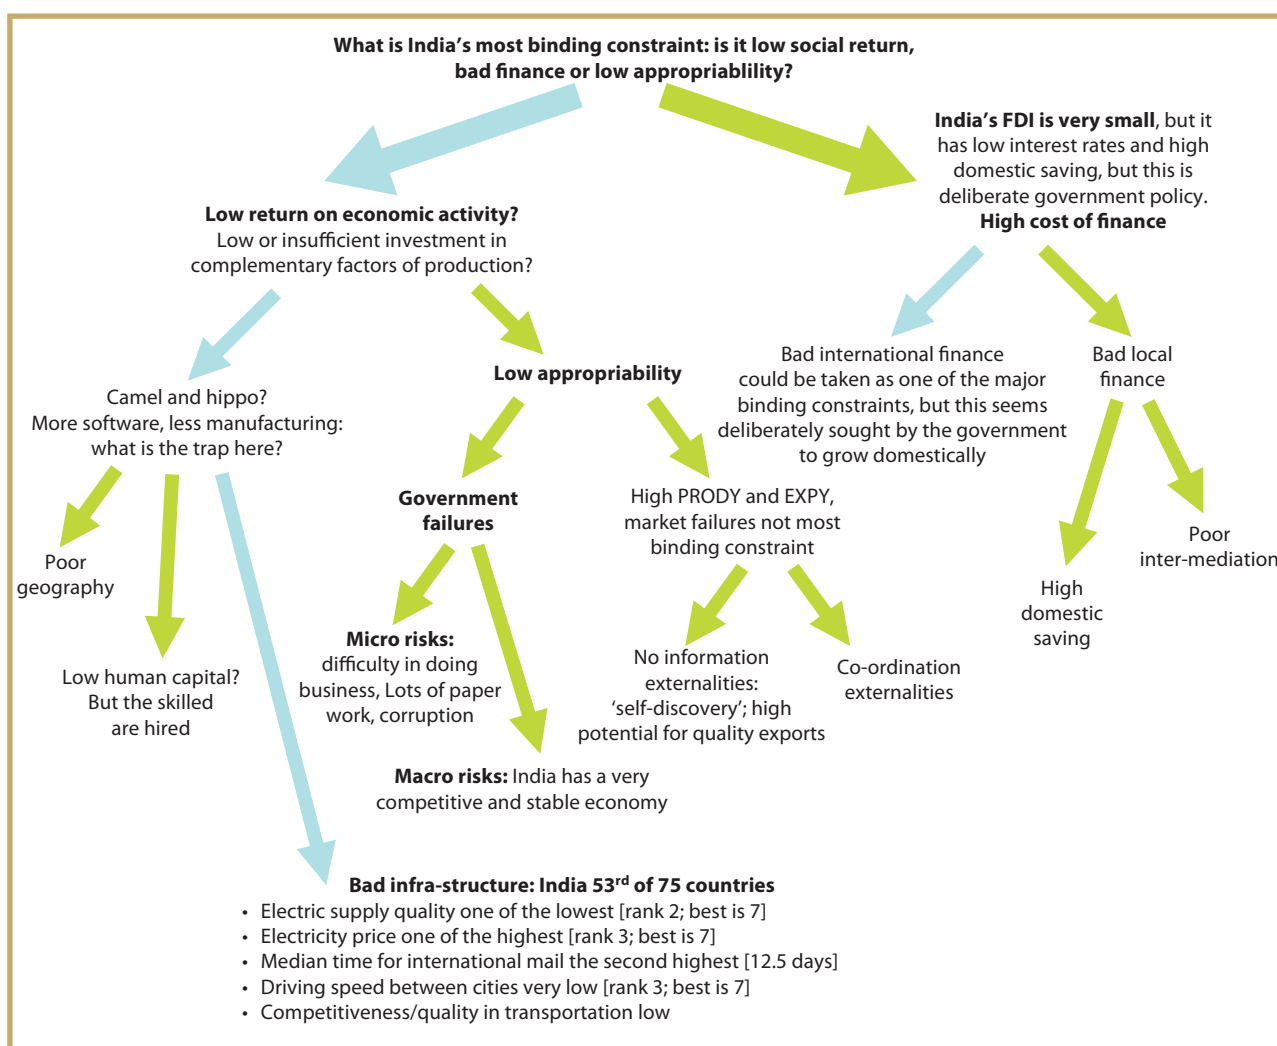 What is India's most binding constraint: is it low social return,
bad finance or low appropriablility?
India's FDI is very small, but it
has low interest rates and high
domestic saving, but this is
deliberate government policy.
High cost of finance
Low return on economic activity?
Low or insufficient investment in
complementary factors of production?
Camel and hippo?
More software, less manufacturing:
what is the trap here?
Low appropriability
Bad international finance
could be taken as one of the major
binding constraints, but this seems
deliberately sought by the government
to grow domestically
Bad local
finance
Poor
geography
Low human capital?
But the skilled
are hired
Government
failures
High PRODY and EXPY,
market failures not most
binding constraint
High
domestic
saving
Poor
inter-mediation
Micro risks:
difficulty in doing
business, Lots of paper
work, corruption
Macro risks: India has a very
competitive and stable economy
No information
externalities:
‘self-discovery’; high
potential for quality exports
Co-ordination
externalities
Bad infra-structure: India 53rd of 75 countries
• Electric supply quality one of the lowest [rank 2; best is 7]
• Electricity price one of the highest [rank 3; best is 7]
• Median time for international mail the second highest [12.5 days]
• Driving speed between cities very low [rank 3; best is 7]
• Competitiveness/quality in transportation low